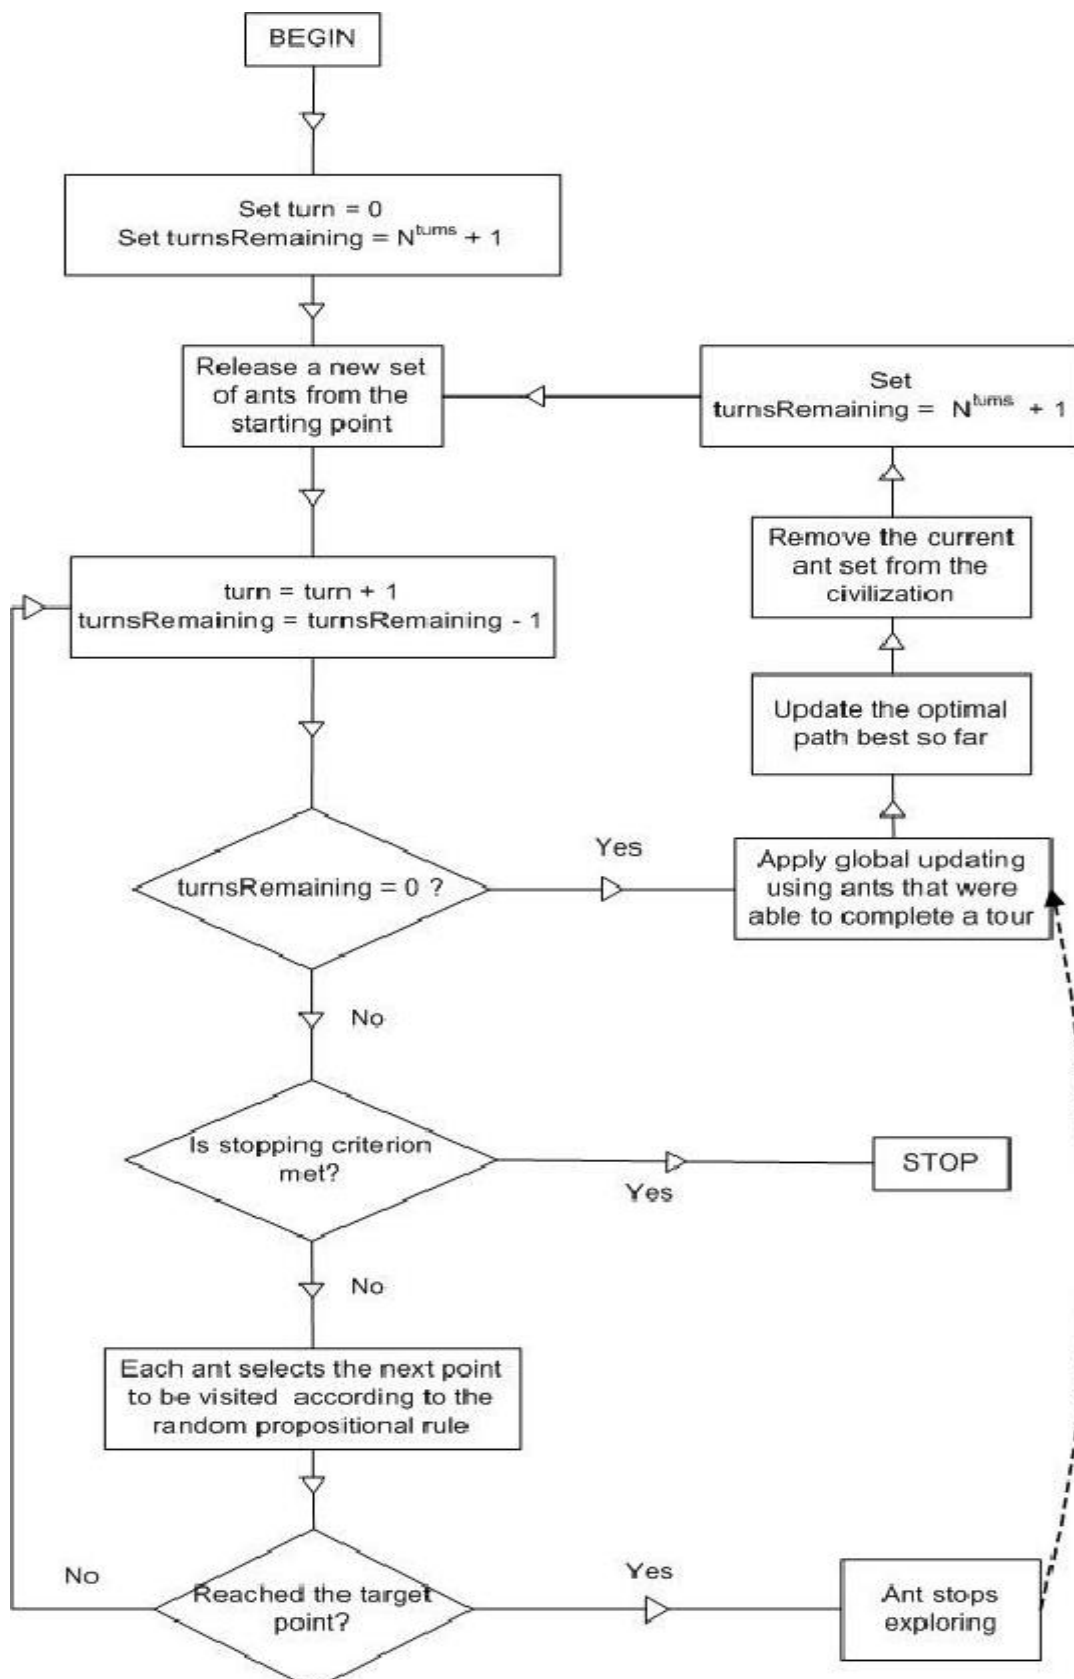 BEGIN
Set turn = 0
Set turnsRemaining = N^turns + 1
Release a new set
of ants from the
starting point
Set
turnsRemaining = N^turns + 1
Remove the current
ant set from the
civilization
turn = turn + 1
turnsRemaining = turnsRemaining - 1
Update the optimal
path best so far
turnsRemaining = 0 ?
Yes
Apply global updating
using ants that were
able to complete a tour
No
Is stopping criterion
met?
Yes
STOP
No
Each ant selects the next point
to be visited according to the
random propositional rule
No
Reached the target
point?
Yes
Ant stops
exploring